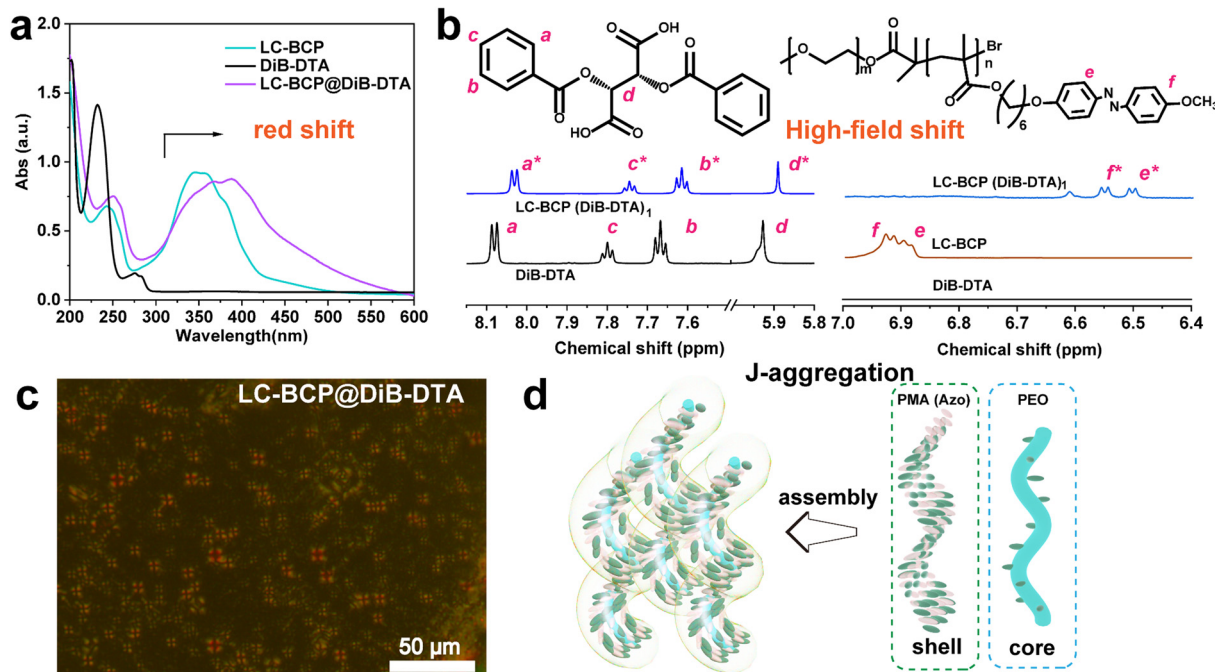 a
2.0
1.5
1.0
0.5
0.0
Abs (a.u.)
LC-BCP
DiB-DTA
LC-BCP@DiB-DTA
red shift
200 250 300 350 400 450 500 550 600
Wavelength(nm)
b
c
a
b
O
O
d
O
OH
OH
O
O
O
O
O
m
O
O
n
Br
O
O
6
O
e
N
N
f
OCH3
High-field shift
a* c* b* d*
LC-BCP (DiB-DTA)1
a c b d
DiB-DTA
8.1 8.0 7.9 7.8 7.7 7.6 5.9 5.8
Chemical shift (ppm)
f* e*
LC-BCP (DiB-DTA)1
f e
LC-BCP
DiB-DTA
7.0 6.9 6.8 6.7 6.6 6.5 6.4
Chemical shift (ppm)
c
LC-BCP@DiB-DTA
50 μm
d
J-aggregation
assembly
PMA (Azo)
shell
PEO
core